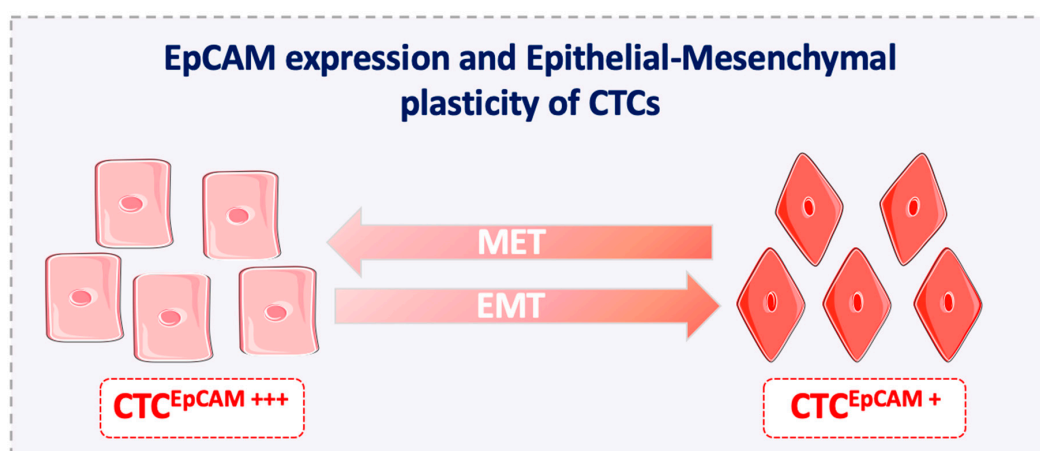 EpCAM expression and Epithelial-Mesenchymal
plasticity of CTCs
MET
EMT
CTCEpCAM +++
CTCEpCAM +